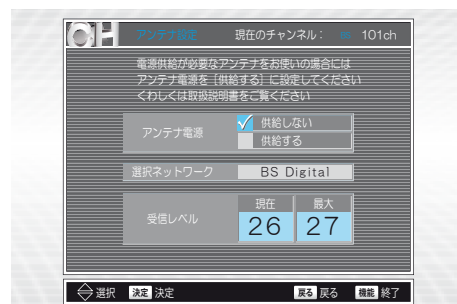 CH アンテナ設定 現在のチャンネル： m 101ch
電源供給が必要なアンテナをお使いの場合には
アンテナ電源を［供給する］に設定してください
くわしくは取扱説明書をご覧ください
アンテナ電源
供給しない
供給する
選択ネットワーク BS Digital
受信レベル
現在 最大
26 27
選択 決定 決定 戻る 戻る 機能 終了